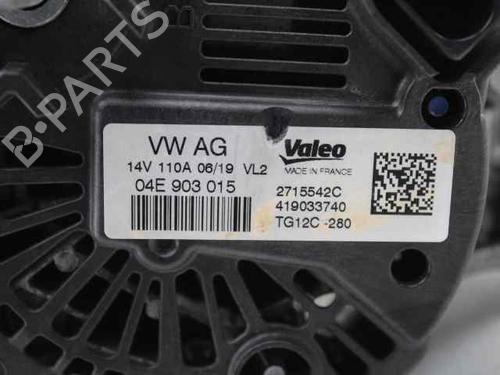 B-PARTS
VW AG
14V 110A 06/19 VL2
04E 903 015
Valeo
MADE IN FRANCE
2715542C
419033740
TG12C -280